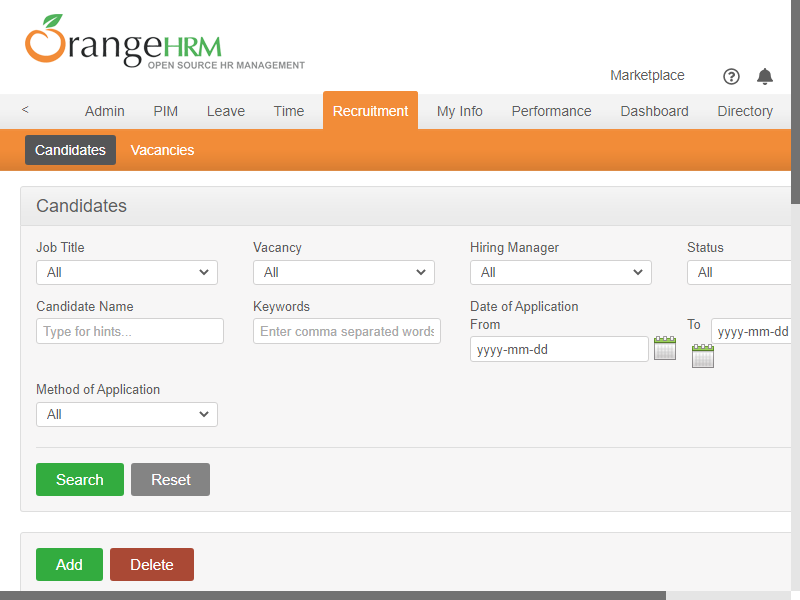 OrangeHRM
OPEN SOURCE HR MANAGEMENT
Marketplace
?
< Admin PIM Leave Time Recruitment My Info Performance Dashboard Directory
Candidates Vacancies
Candidates
Job Title Vacancy Hiring Manager Status
All All All All
Candidate Name Keywords Date of Application
From To
Type for hints... Enter comma separated words yyyy-mm-dd yyyy-mm-dd
Method of Application
All
Search Reset
Add Delete